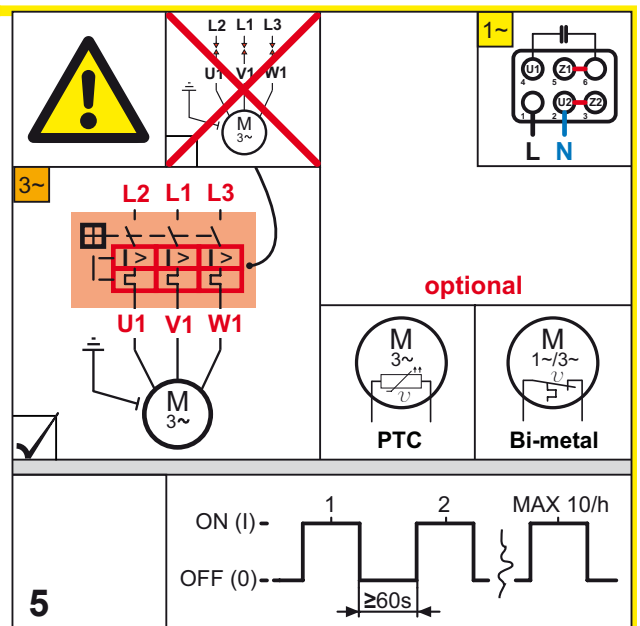 L2 L1 L3
U1 V1 W1
M
3~
1~
U1 Z1
4 5 6
U2 Z2
1 2 3
L N
3~
L2 L1 L3
I> I> I>
U1 V1 W1
M
3~
optional
M
3~
υ
PTC
M
1~/3~
υ
Bi-metal
5
ON (I)
OFF (0)
1 2 MAX 10/h
≥60s